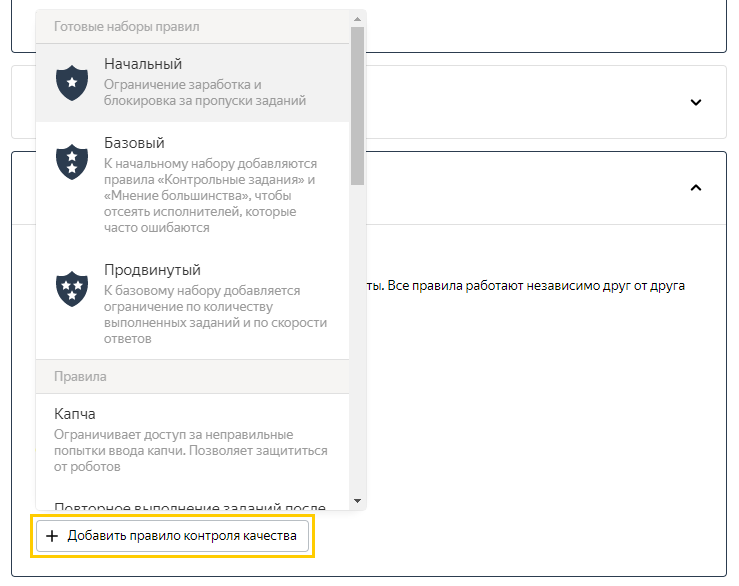 Готовые наборы правил
Начальный
Ограничение заработка и
блокировка за пропуски заданий
Базовый
К начальному набору добавляются
правила «Контрольные задания» и
«Мнение большинства», чтобы
отсеять исполнителей, которые
часто ошибаются
Продвинутый
К базовому набору добавляется
ограничение по количеству
выполненных заданий и по скорости
ответов
ты. Все правила работают независимо друг от друга
Правила
Капча
Ограничивает доступ за неправильные
попытки ввода капчи. Позволяет защититься
от роботов
Повторное выполнение заданий после
+ Добавить правило контроля качества